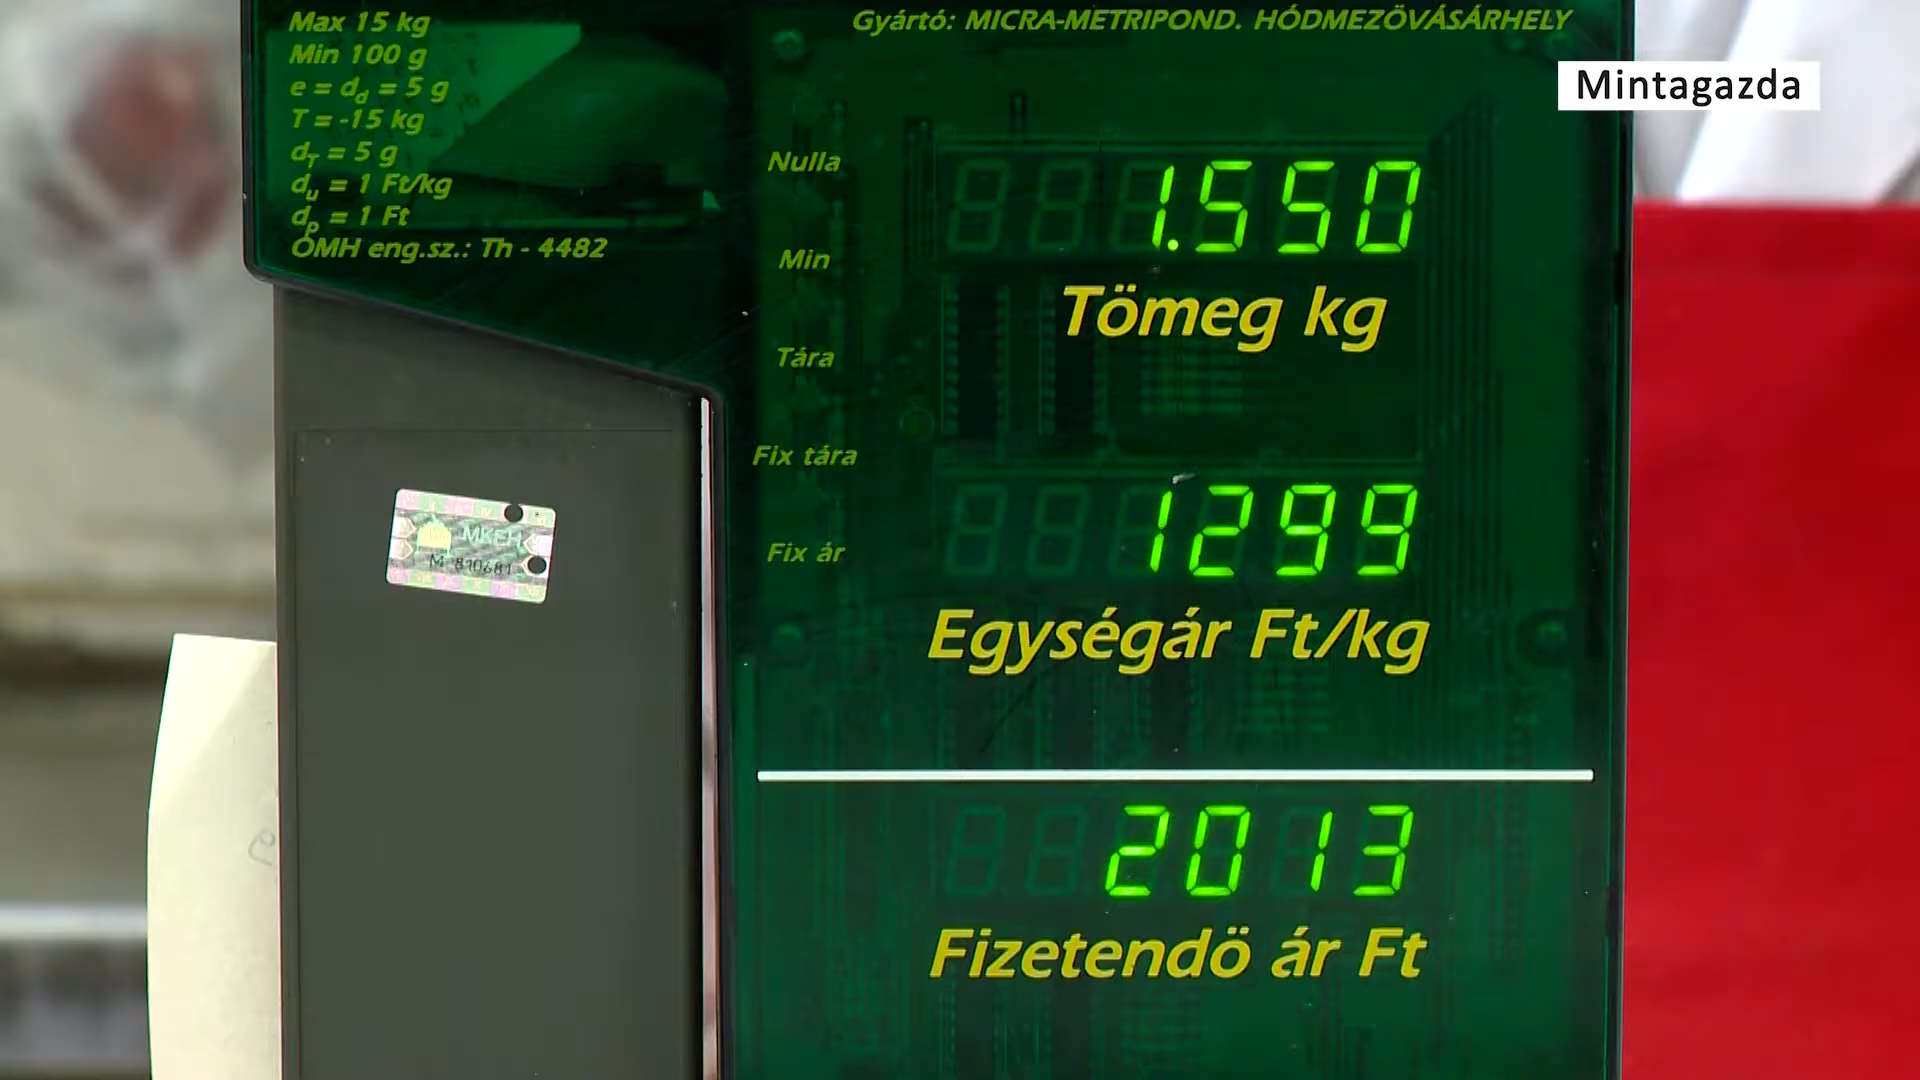 Max 15 kg
Min 100 g
e = dd = 5 g
T = -15 kg
dT = 5 g
du = 1 Ft/kg
dp = 1 Ft
OMH eng.sz.: Th - 4482
Gyártó: MICRA-METRIPOND. HÓDMEZÖVÁSÁRHELY
Mintagazda
Nulla
Min
Tára
Fix tára
Fix ár
1.550
Tömeg kg
1299
Egységár Ft/kg
2013
Fizetendö ár Ft
MKEH
M 810681